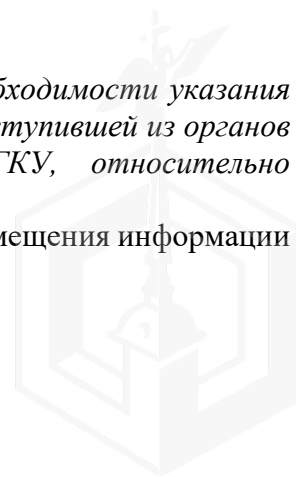 бходимости указания
ступившей из органов
ГКУ, относительно
мещения информации